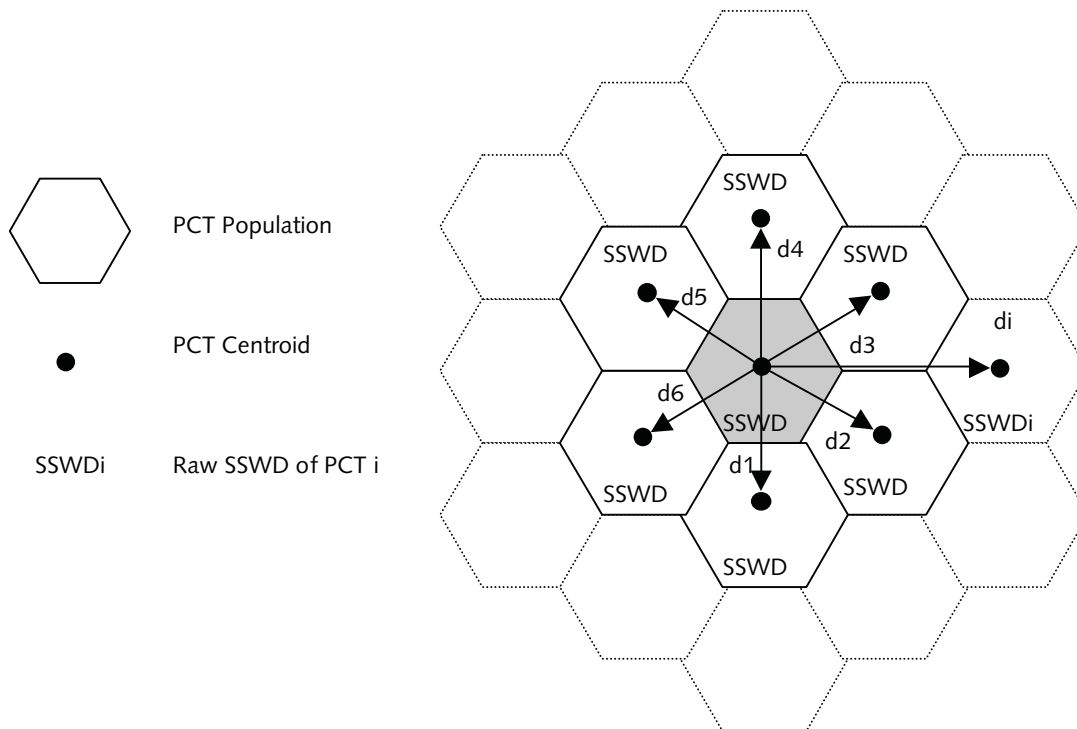 PCT Population
PCT Centroid
SSWDi Raw SSWD of PCT i
SSWD
d4
SSWD
SSWD
d5
di
d3
d6
SSWD
SSWDi
d2
d1
SSWD
SSWD
SSWD